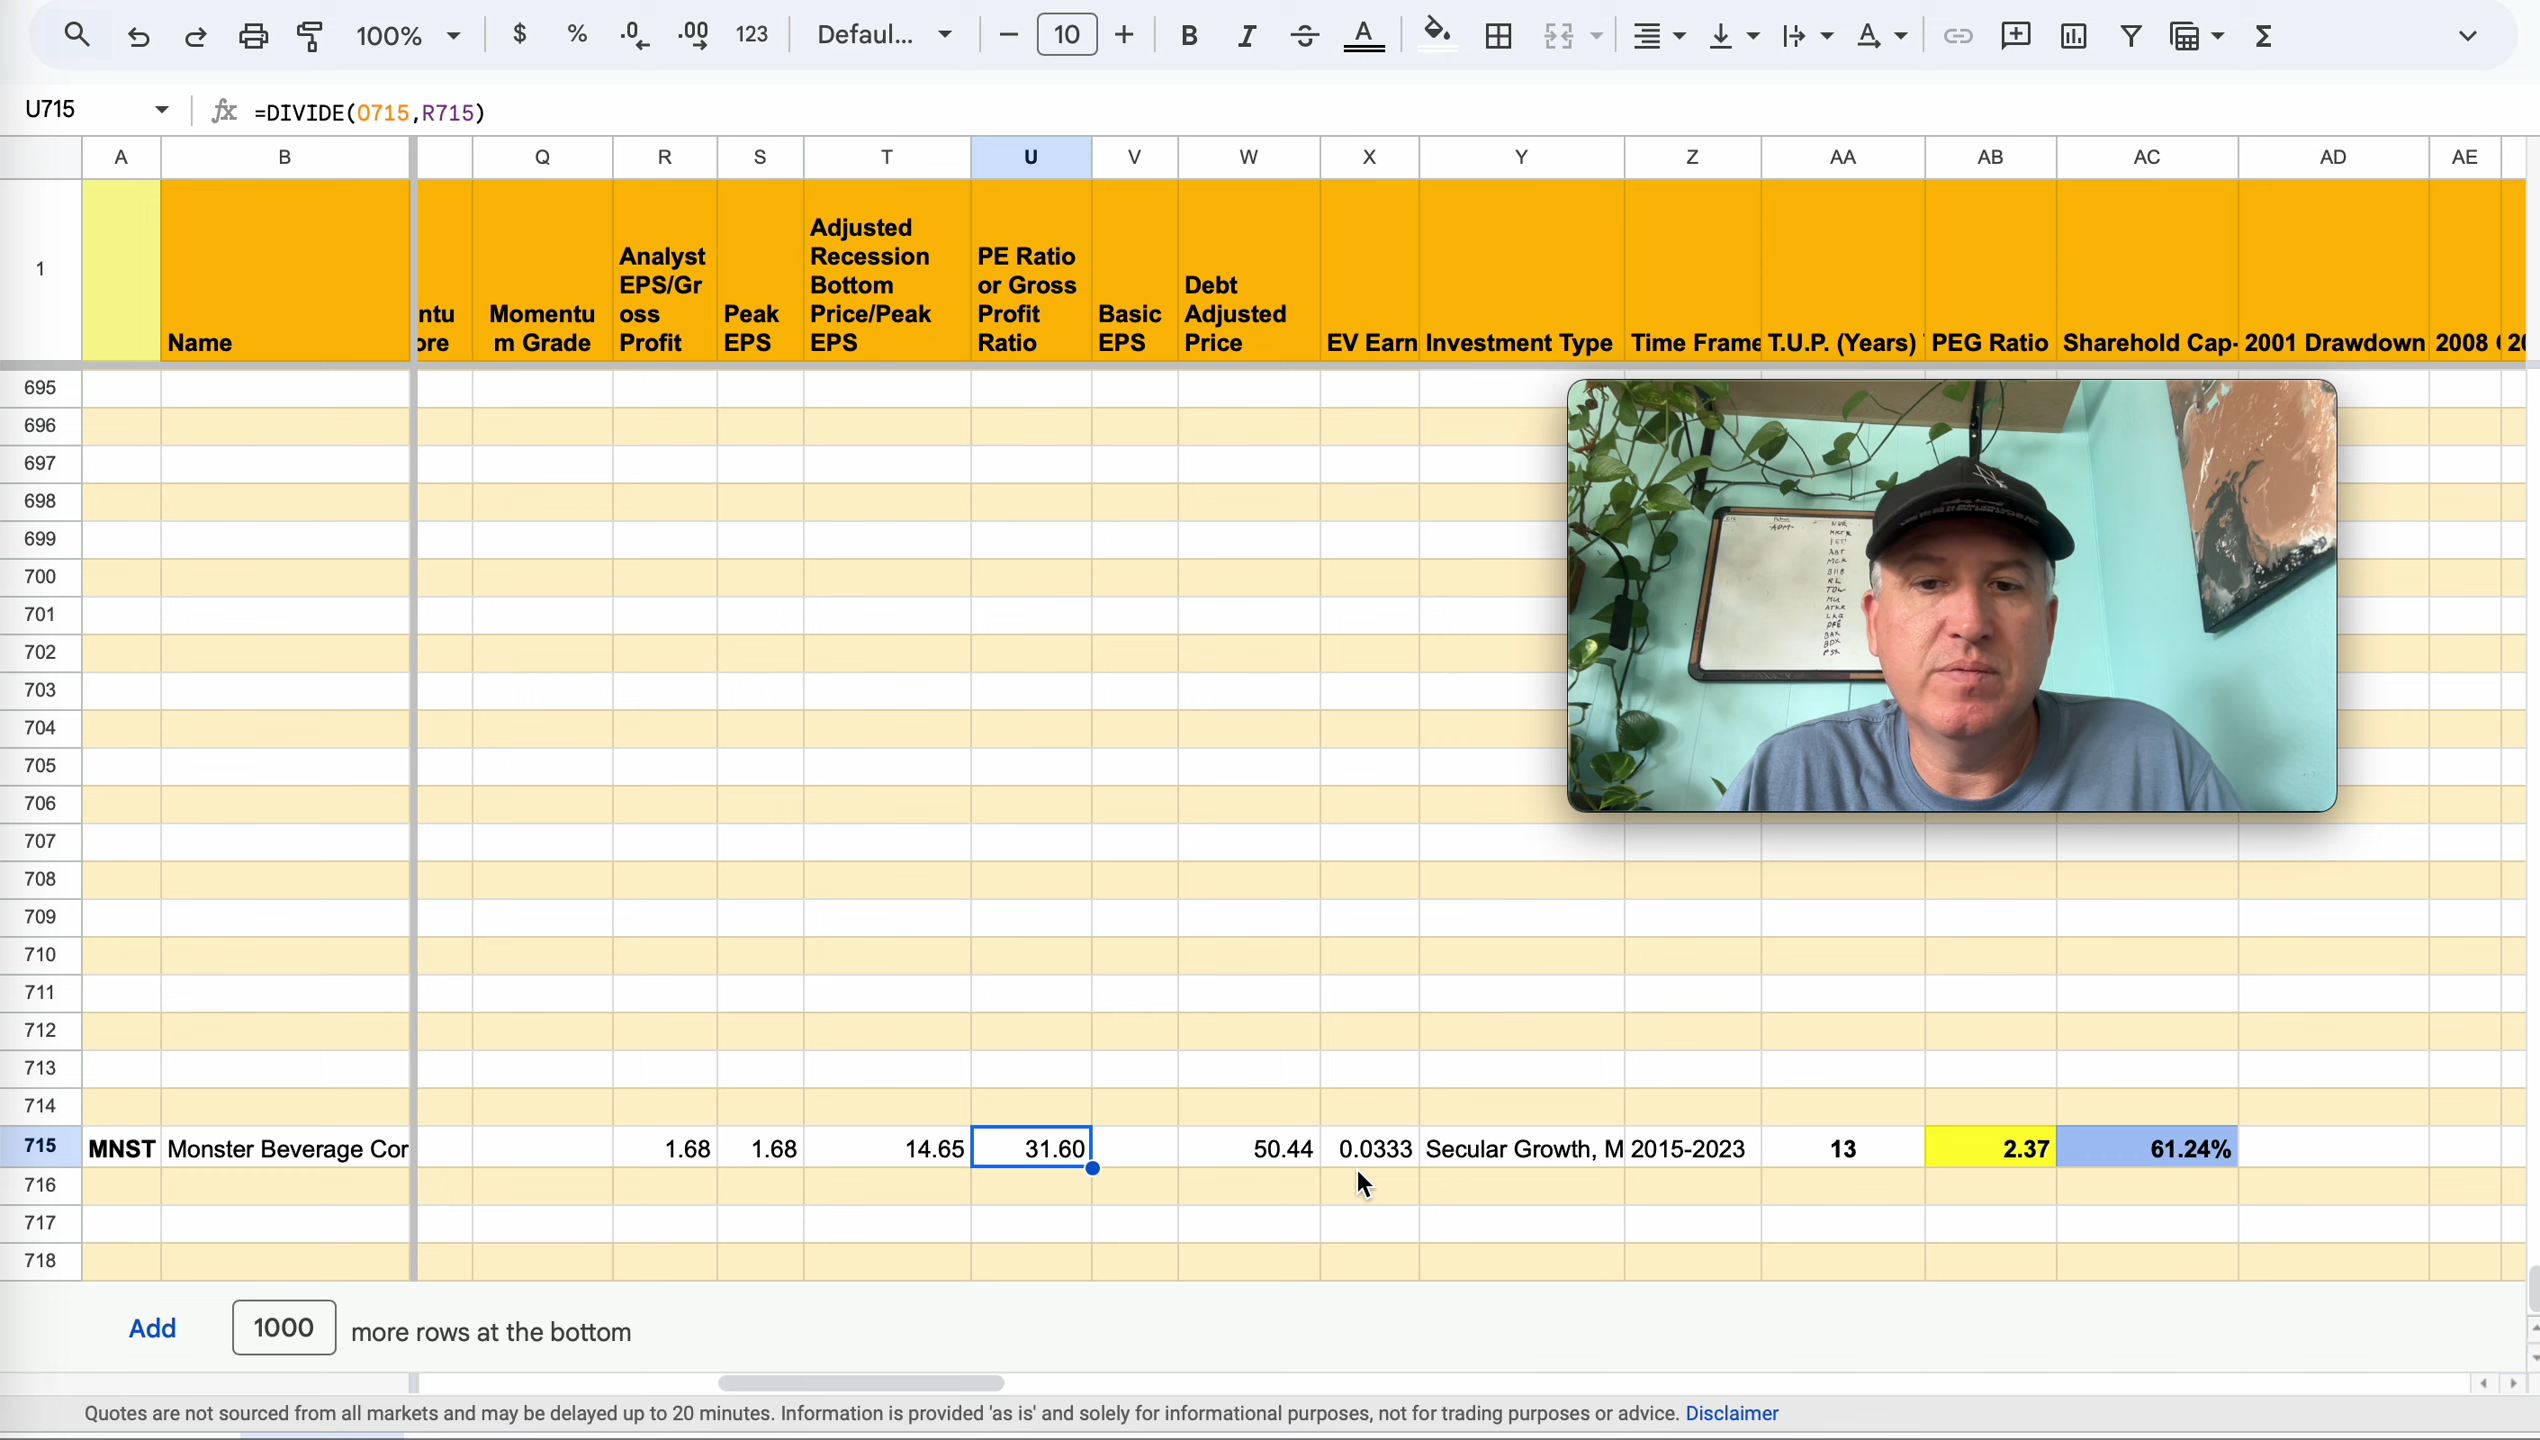 100% $ % .0 .00 123 Defaul... 10 B I A A
U715 fx =DIVIDE(O715,R715)
A B Q R S T U V W X Y Z AA AB AC AD AE
1
Name
ntu
ore
Momentu
m Grade
Analyst
EPS/Gr
oss
Profit
Peak
EPS
Adjusted
Recession
Bottom
Price/Peak
EPS
PE Ratio
or Gross
Profit
Ratio
Basic
EPS
Debt
Adjusted
Price
EV Earn
Investment Type
Time Frame
T.U.P. (Years)
PEG Ratio
Sharehold Cap-
2001 Drawdown
2008
695
696
697
698
699
700
701
702
703
704
705
706
707
708
709
710
711
712
713
714
715 MNST Monster Beverage Cor 1.68 1.68 14.65 31.60 50.44 0.0333 Secular Growth, M 2015-2023 13 2.37 61.24%
716
717
718
Add 1000 more rows at the bottom
Quotes are not sourced from all markets and may be delayed up to 20 minutes. Information is provided 'as is' and solely for informational purposes, not for trading purposes or advice. Disclaimer